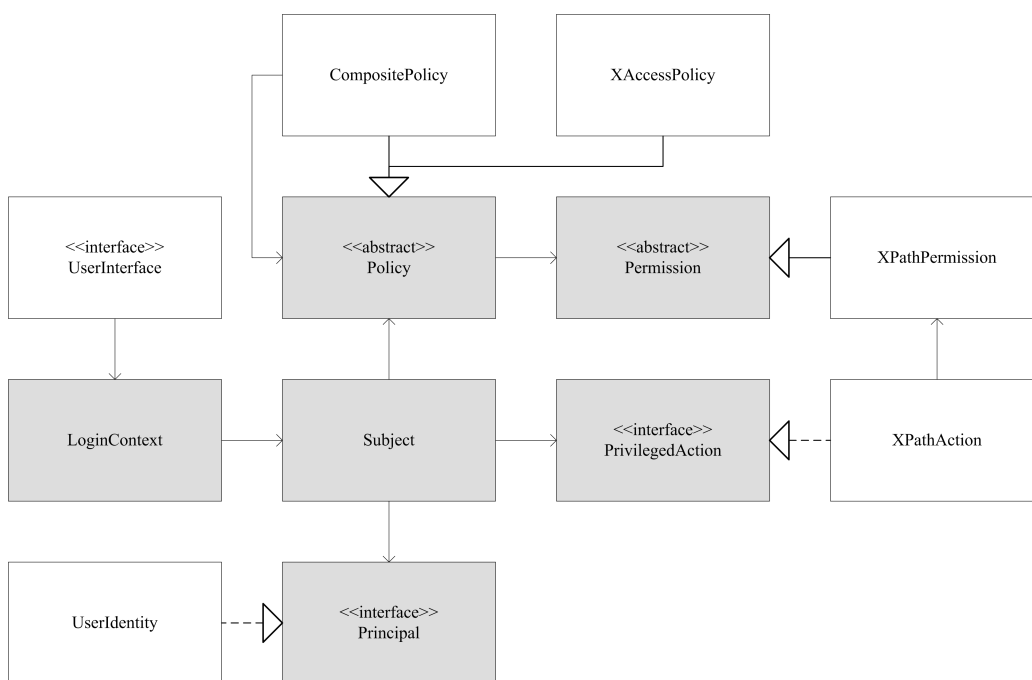 CompositePolicy
XAccessPolicy
<<interface>>
UserInterface
<<abstract>>
Policy
<<abstract>>
Permission
XPathPermission
LoginContext
Subject
<<interface>>
PrivilegedAction
XPathAction
UserIdentity
<<interface>>
Principal